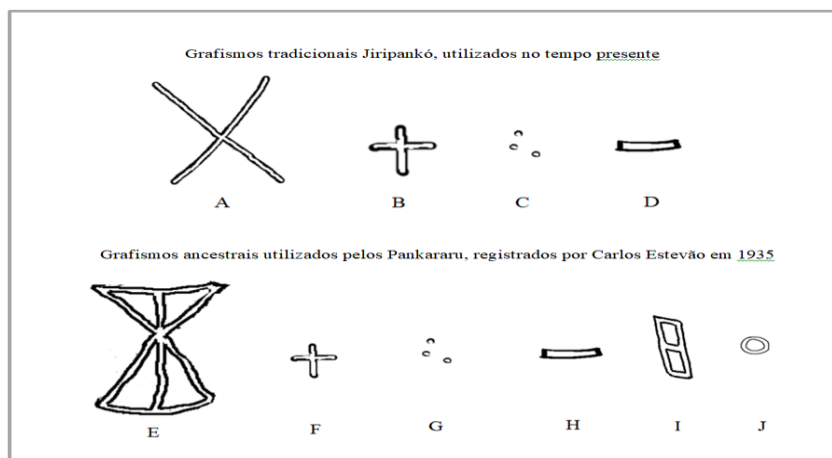 Grafismos tradicionais Jiripankó, utilizados no tempo presente
A B C D
Grafismos ancestrais utilizados pelos Pankararu, registrados por Carlos Estevão em 1935
E F G H I J